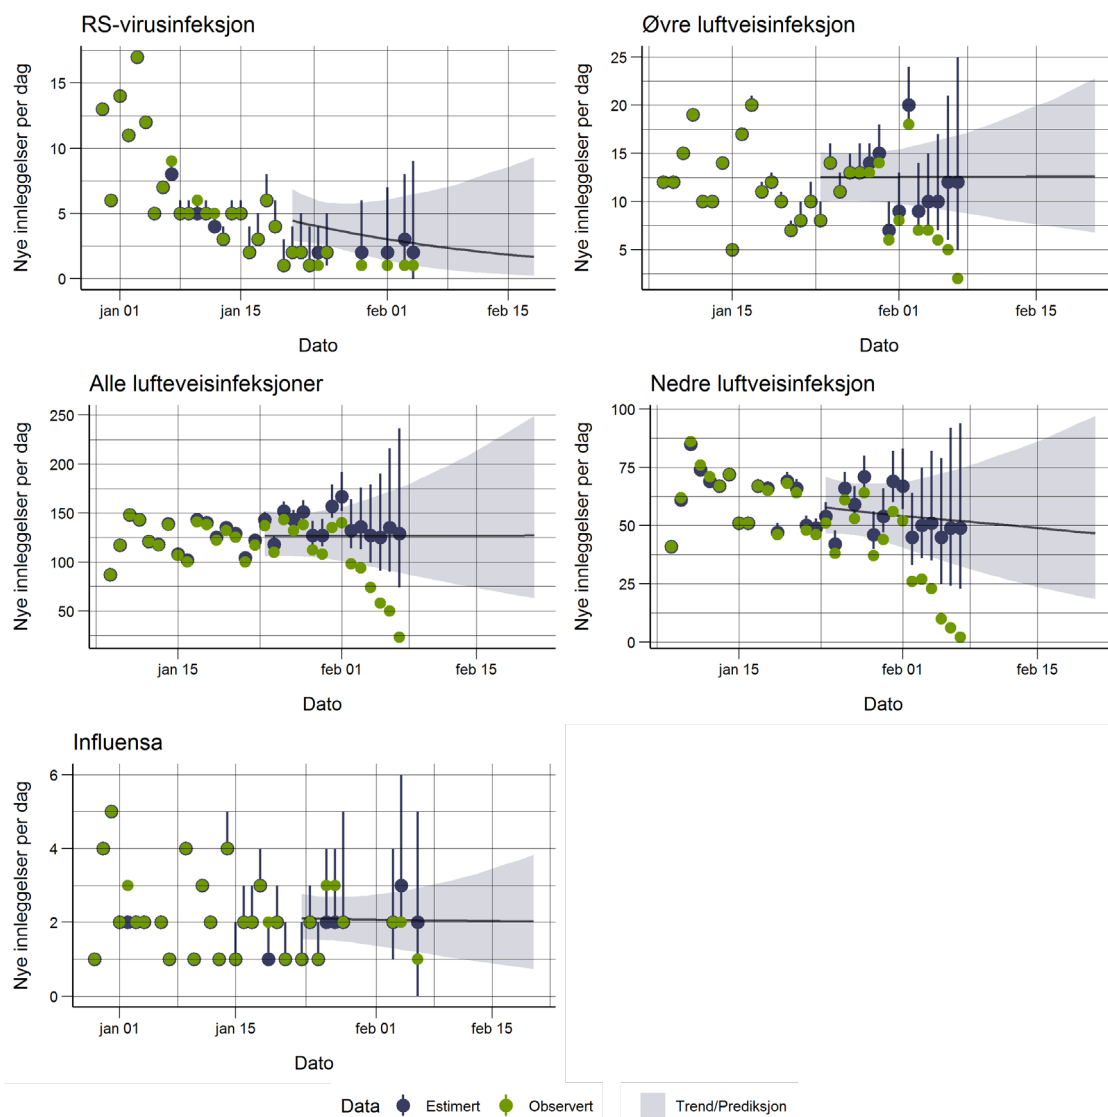 RS-virusinfeksjon
Nye innleggelser per dag
15
10
5
0
jan 01 jan 15 feb 01 feb 15
Dato
Øvre luftveisinfeksjon
Nye innleggelser per dag
25
20
15
10
5
jan 15 feb 01 feb 15
Dato
Alle lufteveisinfeksjoner
Nye innleggelser per dag
250
200
150
100
50
jan 15 feb 01 feb 15
Dato
Nedre luftveisinfeksjon
Nye innleggelser per dag
100
75
50
25
0
jan 15 feb 01 feb 15
Dato
Influensa
Nye innleggelser per dag
6
4
2
0
jan 01 jan 15 feb 01 feb 15
Dato
Data Estimert Observert Trend/Prediksjon